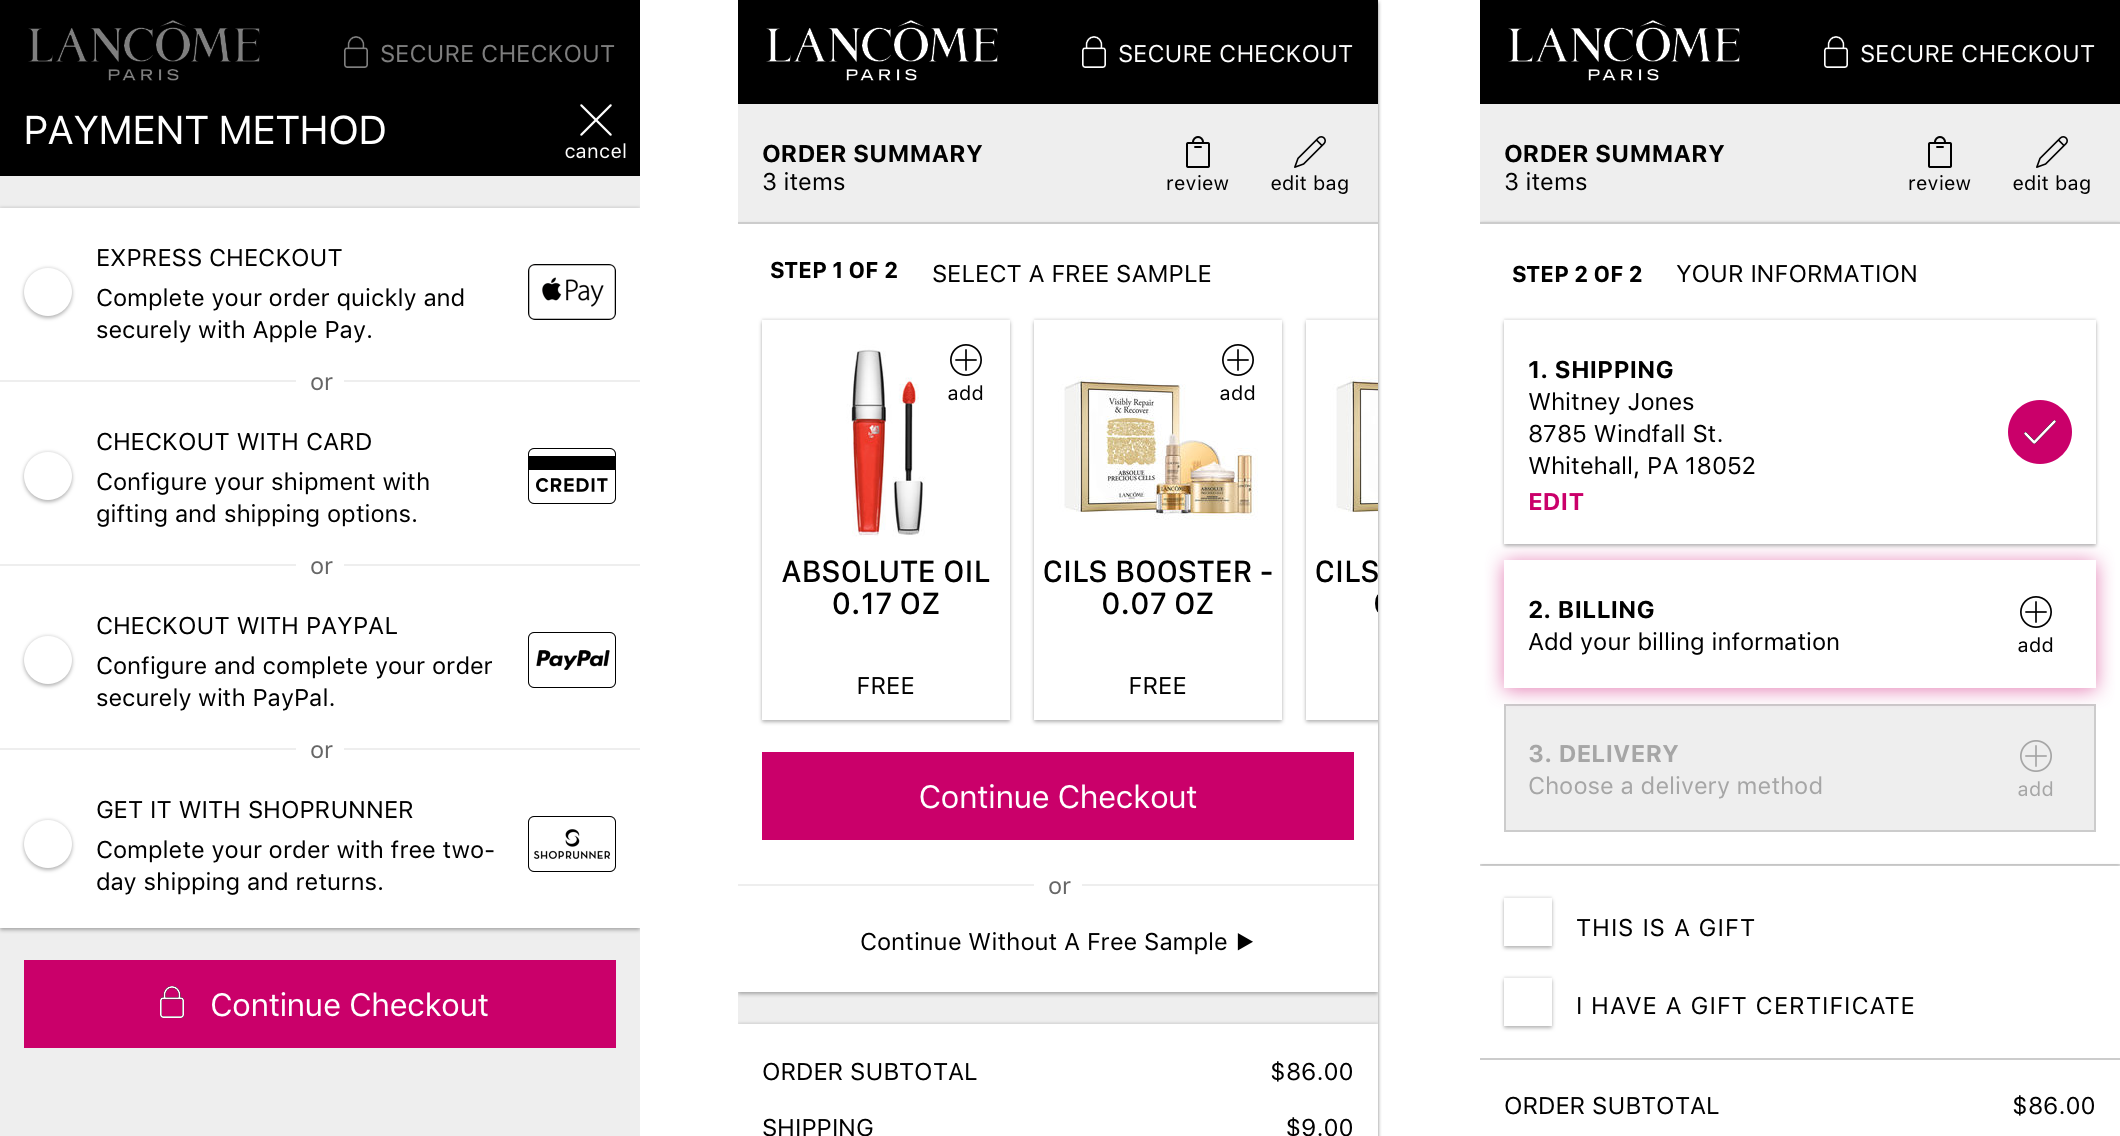 LANCÔME
PARIS
SECURE CHECKOUT
PAYMENT METHOD
cancel
EXPRESS CHECKOUT
Complete your order quickly and
securely with Apple Pay.
Pay
or
CHECKOUT WITH CARD
Configure your shipment with
gifting and shipping options.
CREDIT
or
CHECKOUT WITH PAYPAL
Configure and complete your order
securely with PayPal.
PayPal
or
GET IT WITH SHOPRUNNER
Complete your order with free two-
day shipping and returns.
SHOPRUNNER
Continue Checkout
LANCÔME
PARIS
SECURE CHECKOUT
ORDER SUMMARY
3 items
review
edit bag
STEP 1 OF 2
SELECT A FREE SAMPLE
add
ABSOLUTE OIL
0.17 OZ
FREE
add
Visibly Repair
& Recover
ABSOLUE
PRECIOUS CELLS
LANCÔME
CILS BOOSTER -
0.07 OZ
FREE
CILS
Continue Checkout
or
Continue Without A Free Sample
ORDER SUBTOTAL $86.00
SHIPPING $9.00
LANCÔME
PARIS
SECURE CHECKOUT
ORDER SUMMARY
3 items
review
edit bag
STEP 2 OF 2
YOUR INFORMATION
1. SHIPPING
Whitney Jones
8785 Windfall St.
Whitehall, PA 18052
EDIT
2. BILLING
Add your billing information
add
3. DELIVERY
Choose a delivery method
add
THIS IS A GIFT
I HAVE A GIFT CERTIFICATE
ORDER SUBTOTAL $86.00